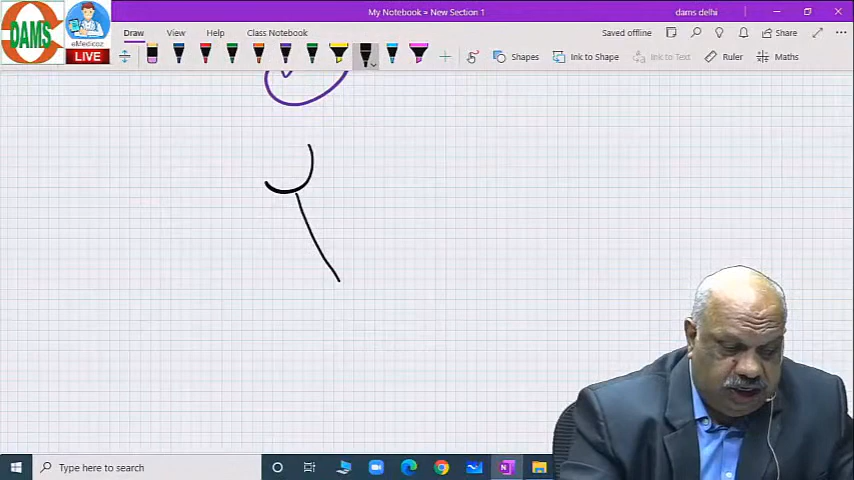 My Notebook » New Section 1
dams delhi
DAMS
eMedicoz
LIVE
Draw
View
Help
Class Notebook
Saved offline
Share
Shapes
Ink to Shape
Ink to Text
Ruler
Maths
Type here to search